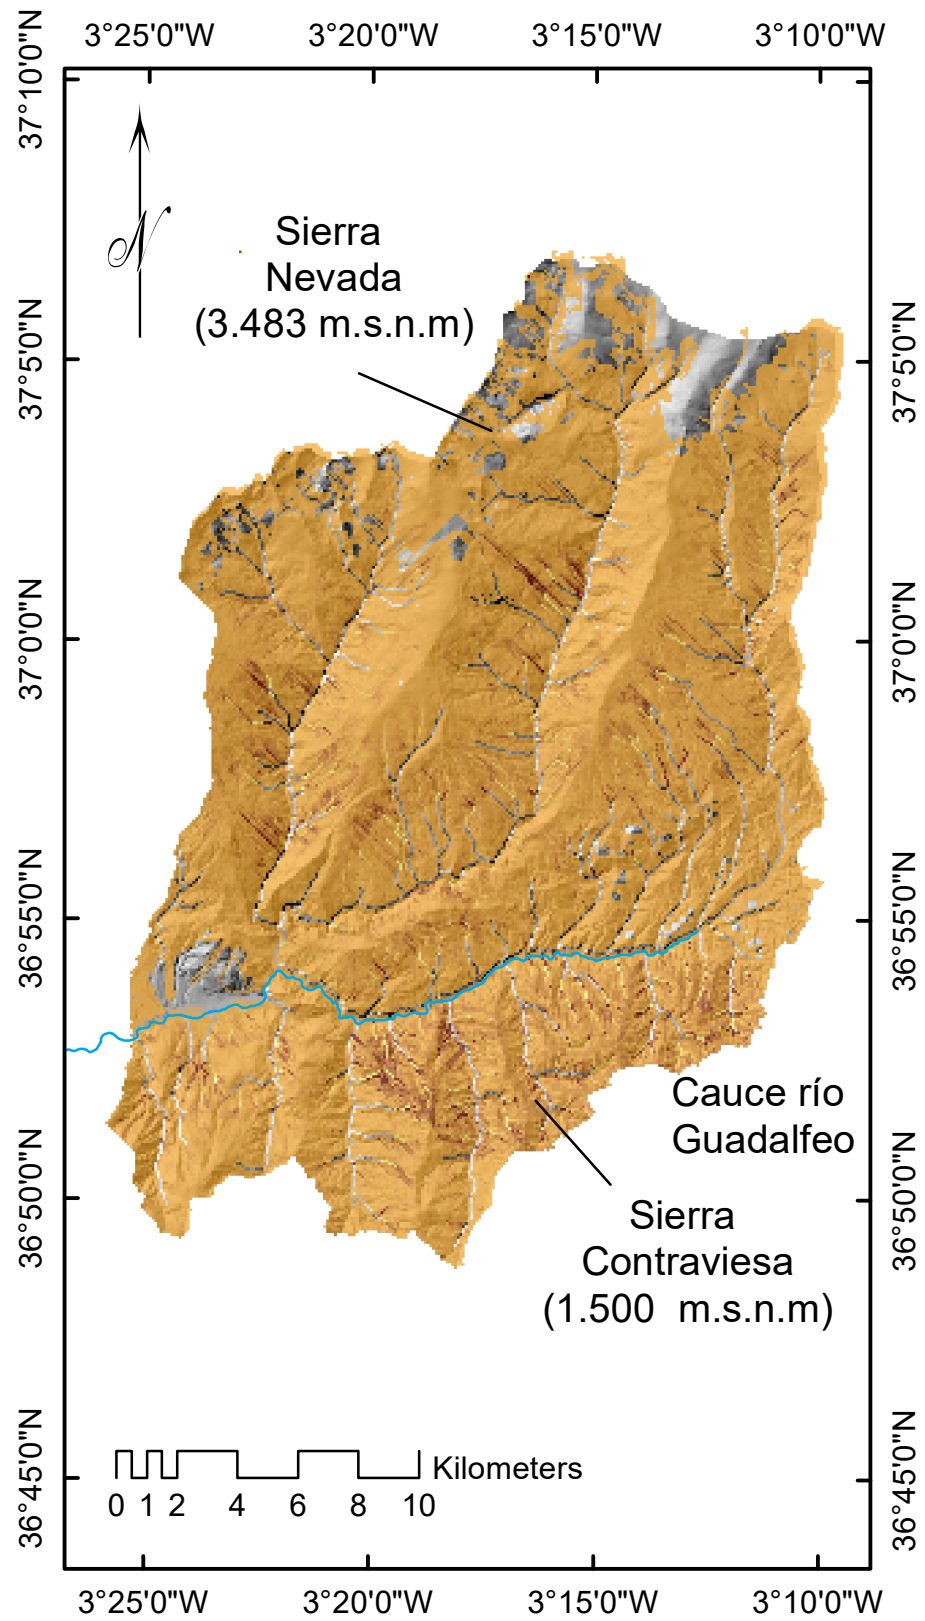 3°25'0"W 3°20'0"W 3°15'0"W 3°10'0"W
37°10'0"N
N
Sierra
Nevada
(3.483 m.s.n.m)
37°5'0"N 37°5'0"N
37°0'0"N 37°0'0"N
36°55'0"N 36°55'0"N
Cauce río
Guadalfeo
36°50'0"N 36°50'0"N
Sierra
Contraviesa
(1.500 m.s.n.m)
36°45'0"N 36°45'0"N
Kilometers
0 1 2 4 6 8 10
3°25'0"W 3°20'0"W 3°15'0"W 3°10'0"W